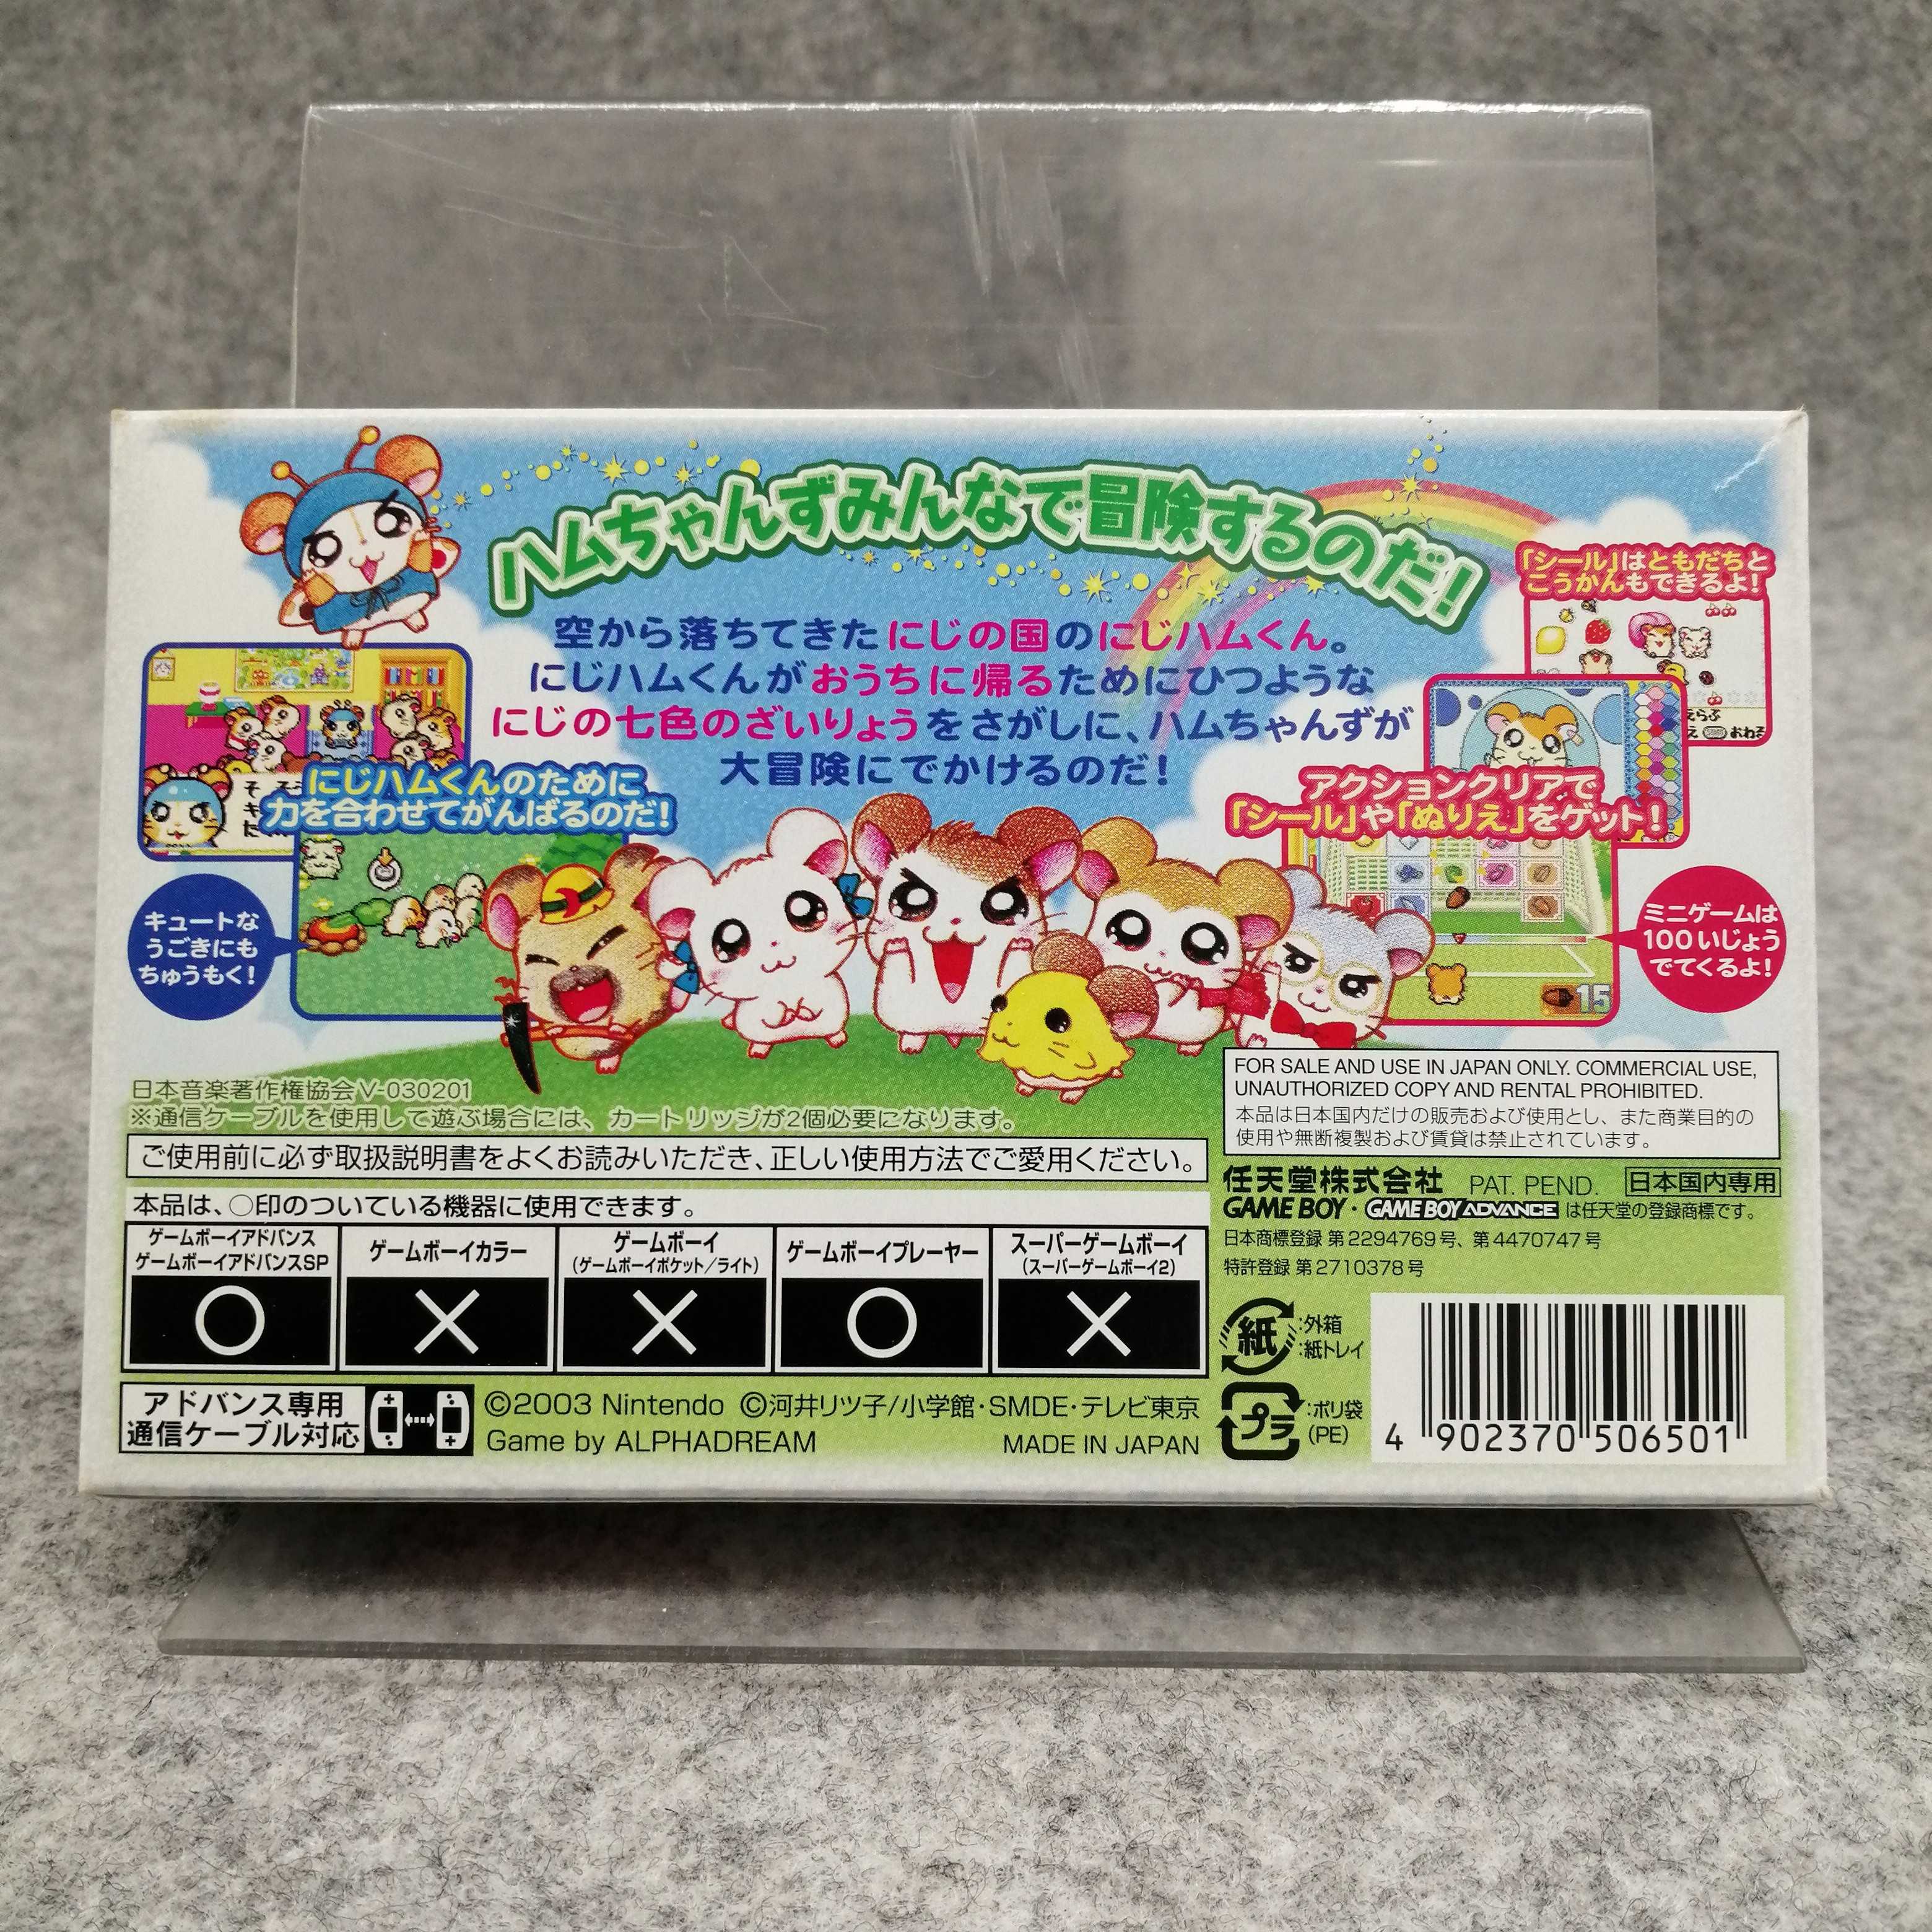 ハムちゃんずみんなで冒険するのだ!
空から落ちてきたにじの国のにじハムくん。
にじハムくんがおうちに帰るためにひつような
にじの七色のざいりょうをさがしに、ハムちゃんずが
大冒険にでかけるのだ!
「シール」はともだちと
こうかんもできるよ!
えらぶ
え おわる
にじハムくんのために
力を合わせてがんばるのだ!
アクションクリアで
「シール」や「ぬりえ」をゲット!
キュートな
うごきにも
ちゅうもく!
ミニゲームは
100いじょう
でてくるよ!
15
日本音楽著作権協会V-030201
※通信ケーブルを使用して遊ぶ場合には、カートリッジが2個必要になります。
ご使用前に必ず取扱説明書をよくお読みいただき、正しい使用方法でご愛用ください。
本品は、○印のついている機器に使用できます。
ゲームボーイアドバンス
ゲームボーイアドバンスSP
ゲームボーイカラー
ゲームボーイ
(ゲームボーイポケット/ライト)
ゲームボーイプレーヤー
スーパーゲームボーイ
(スーパーゲームボーイ2)
○ × × ○ ×
アドバンス専用
通信ケーブル対応
©2003 Nintendo ©河井リツ子/小学館・SMDE・テレビ東京
Game by ALPHADREAM MADE IN JAPAN
FOR SALE AND USE IN JAPAN ONLY. COMMERCIAL USE,
UNAUTHORIZED COPY AND RENTAL PROHIBITED.
本品は日本国内だけの販売および使用とし、また商業目的の
使用や無断複製および賃貸は禁止されています。
任天堂株式会社 PAT. PEND. 日本国内専用
GAME BOY・GAME BOY ADVANCE は任天堂の登録商標です。
日本商標登録 第2294769号、第4470747号
特許登録 第2710378号
紙 :外箱
:紙トレイ
プラ :ポリ袋
(PE)
4 902370 506501